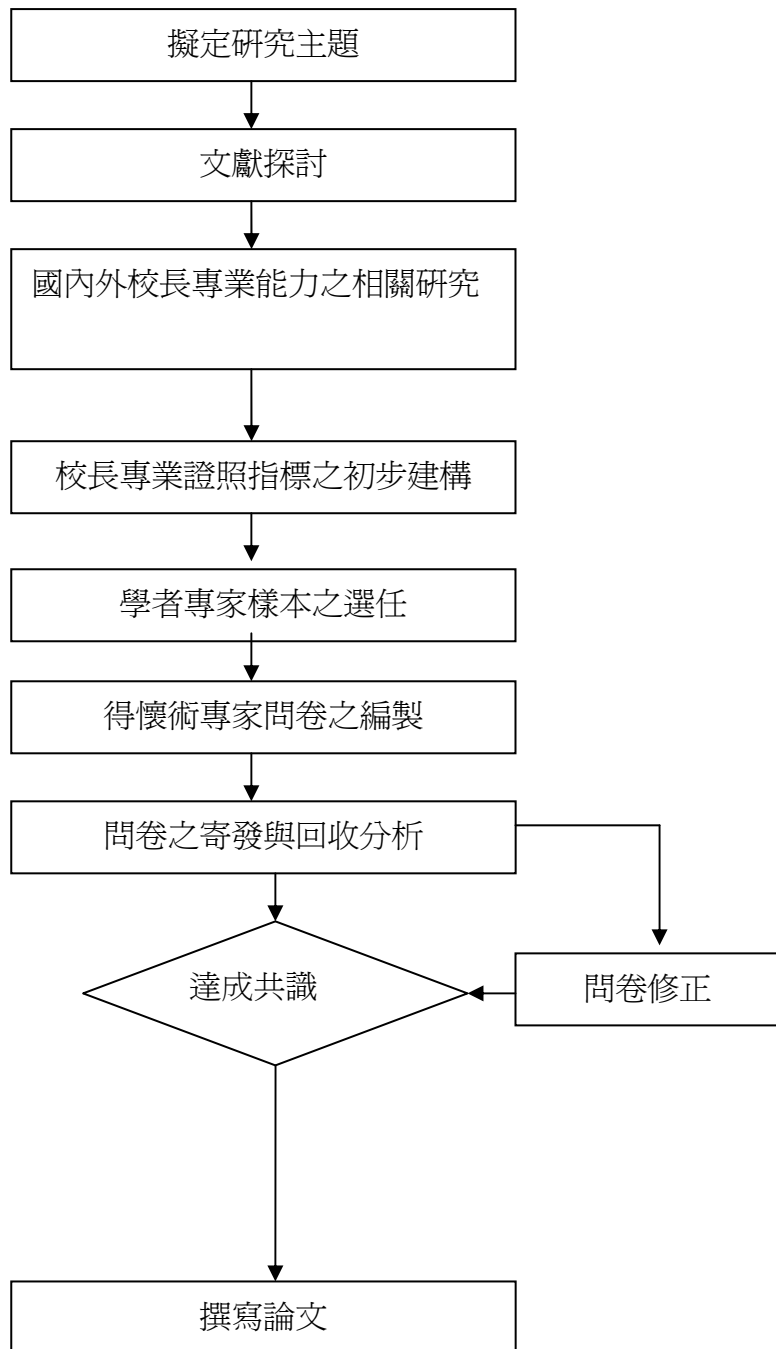 擬定研究主題
文獻探討
國內外校長專業能力之相關研究
校長專業證照指標之初步建構
學者專家樣本之選任
得懷術專家問卷之編製
問卷之寄發與回收分析
達成共識
問卷修正
撰寫論文